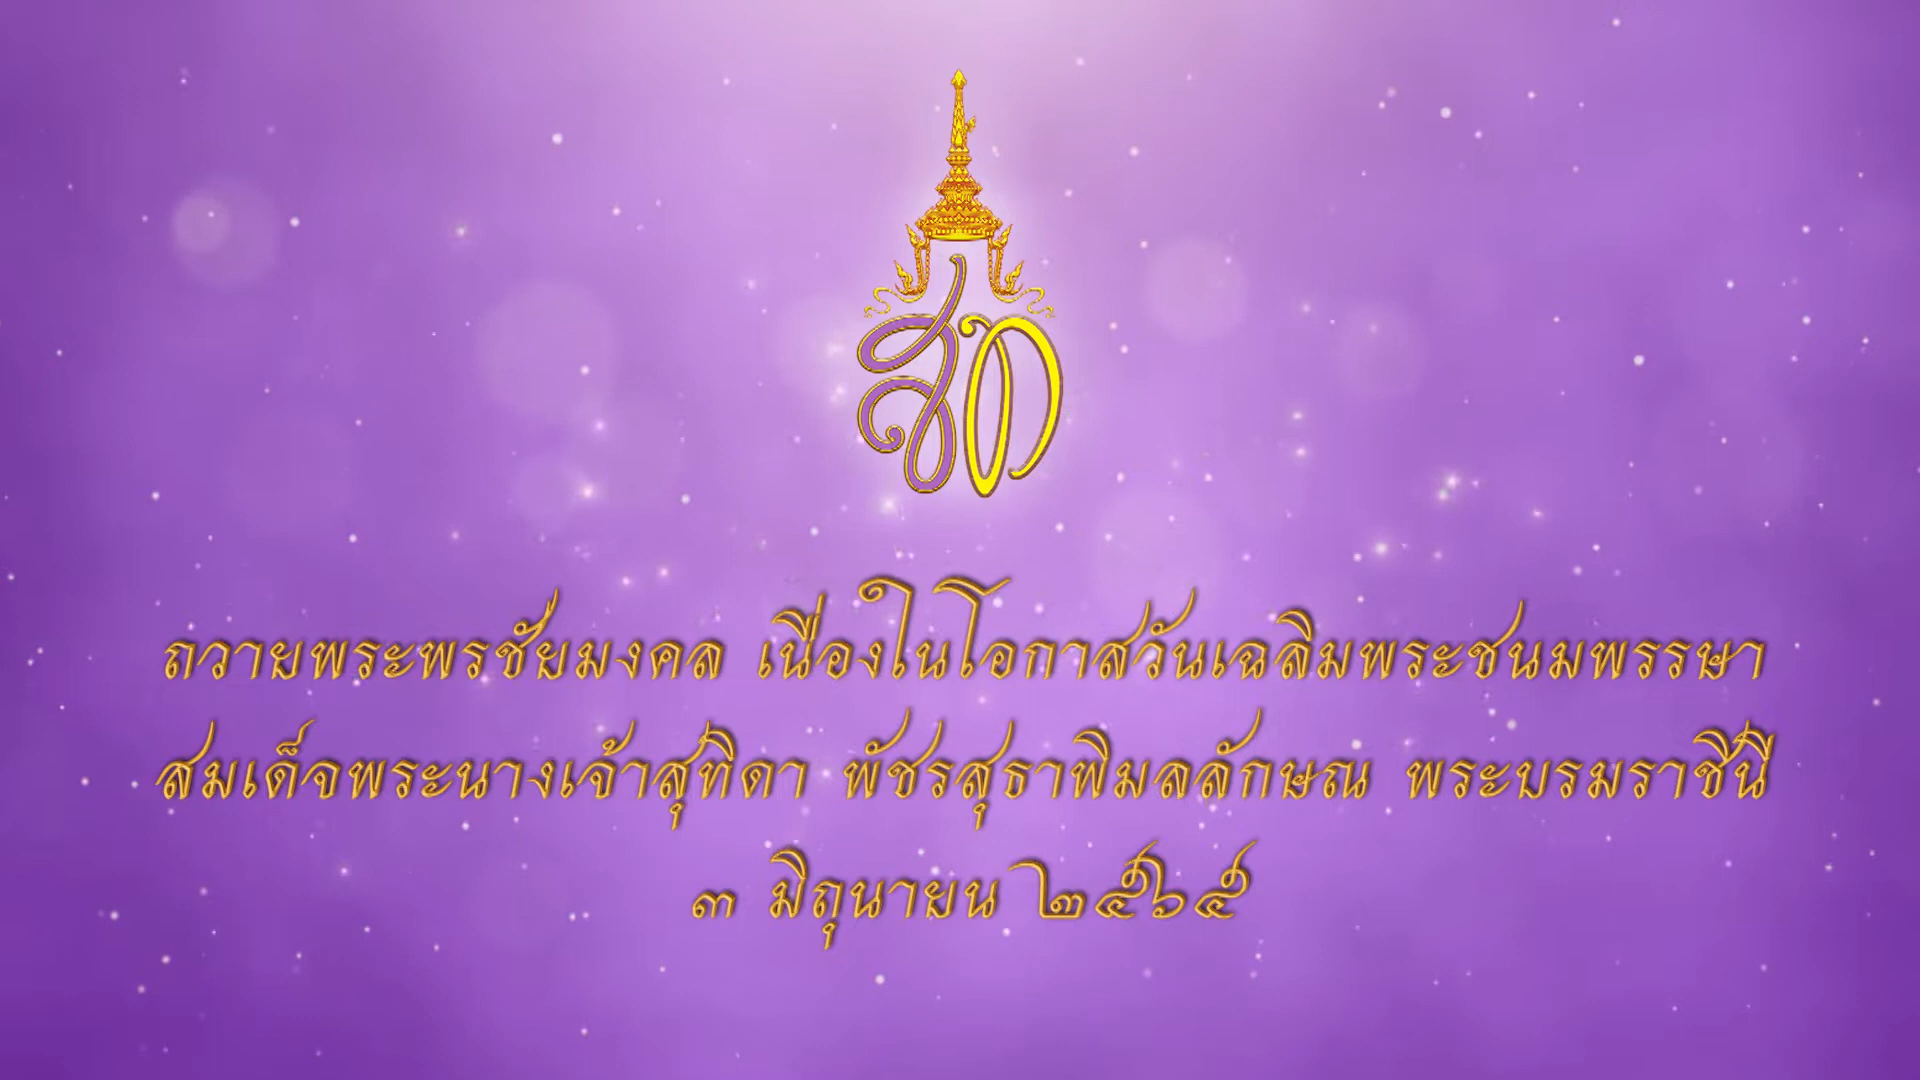 สท
ถวายพระพรชัยมงคล เนื่องในโอกาสวันเฉลิมพระชนมพรรษา
สมเด็จพระนางเจ้าสุทิดา พัชรสุธาพิมลลักษณ พระบรมราชินี
๓ มิถุนายน ๒๕๖๕